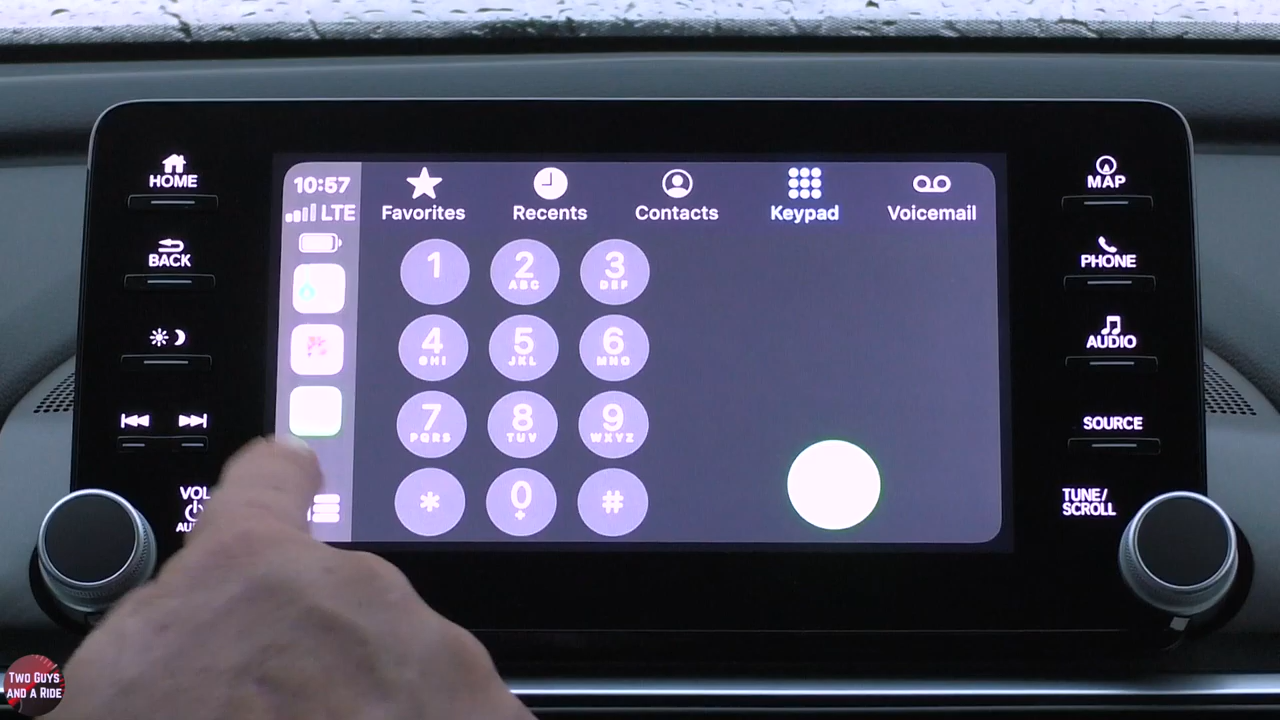 HOME
BACK
VOL
10:57
LTE
Favorites
Recents
Contacts
Keypad
Voicemail
1
2
ABC
3
DEF
4
GHI
5
JKL
6
MNO
7
PQRS
8
TUV
9
WXYZ
*
0
+
#
MAP
PHONE
AUDIO
SOURCE
TUNE/
SCROLL
TWO GUYS
AND A RIDE